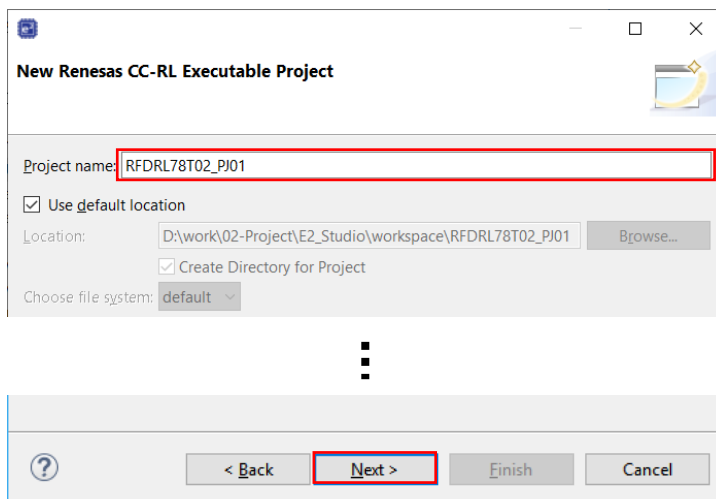 New Renesas CC-RL Executable Project
Project name: RFDRL78T02_PJ01
Use default location
Location: D:\work\02-Project\E2_Studio\workspace\RFDRL78T02_PJ01 Browse...
Create Directory for Project
Choose file system: default
? < Back Next > Finish Cancel